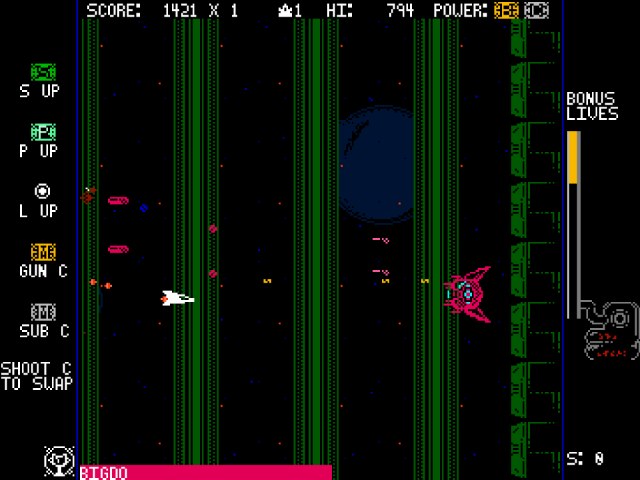 SCORE: 1421 X 1 1 HI: 794 POWER: B C
S
S UP
P
P UP
L UP
M
GUN C
M
SUB C
SHOOT C
TO SWAP
BONUS
LIVES
S: 0
BIGDO